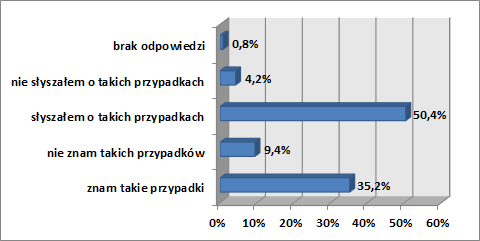 brak odpowiedzi 0,8%
nie słyszałem o takich przypadkach 4,2%
słyszałem o takich przypadkach 50,4%
nie znam takich przypadków 9,4%
znam takie przypadki 35,2%
0% 10% 20% 30% 40% 50% 60%